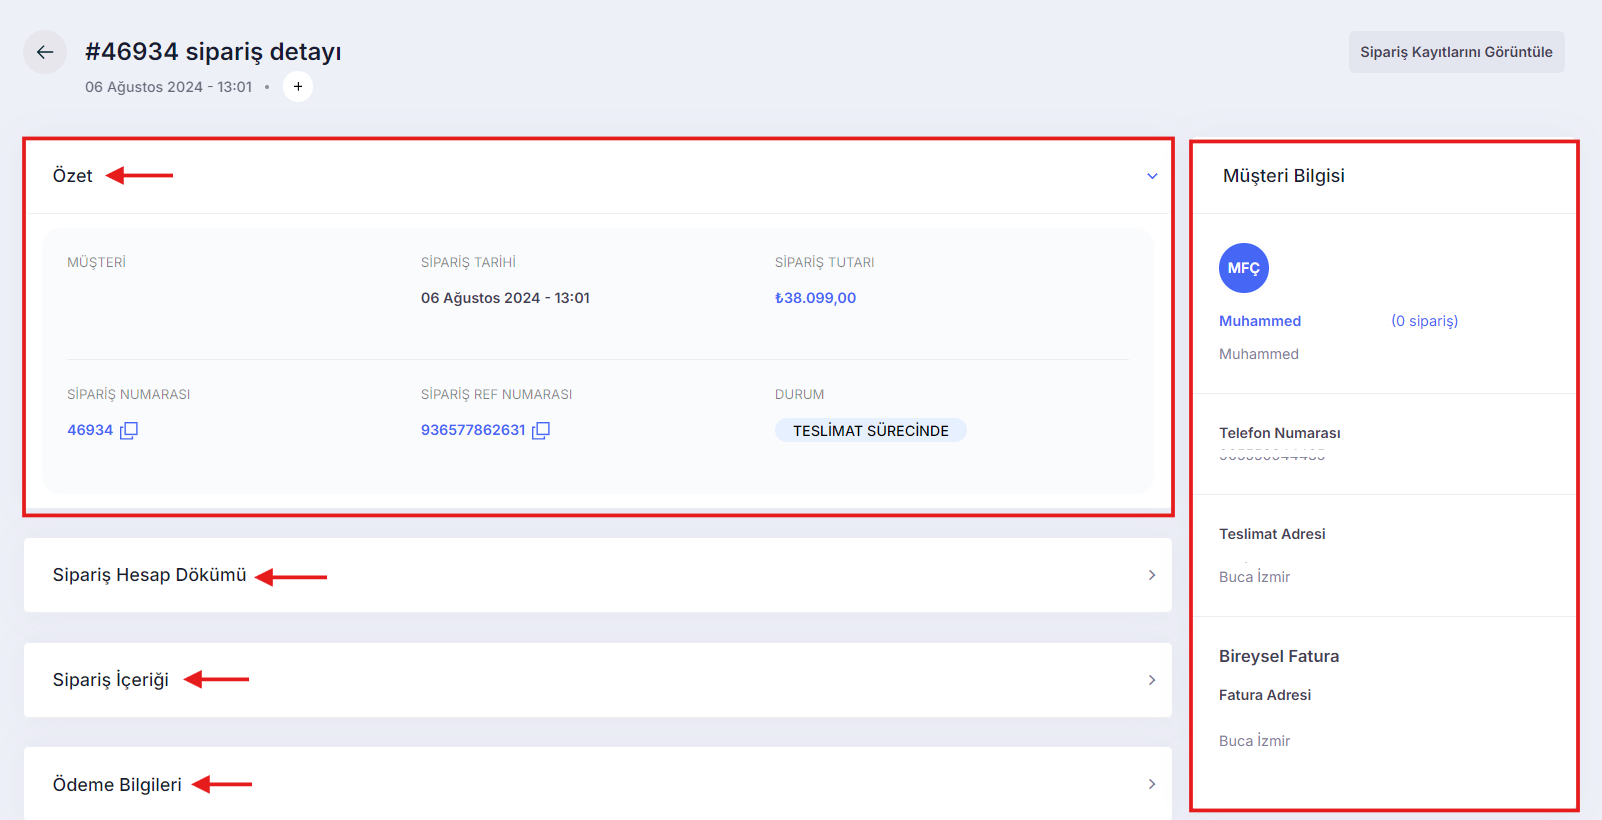 #46934 sipariş detayı
06 Ağustos 2024 - 13:01 • +
Sipariş Kayıtlarını Görüntüle
Özet
MÜŞTERİ
SİPARİŞ TARİHİ
06 Ağustos 2024 - 13:01
SİPARİŞ TUTARI
₺38.099,00
SİPARİŞ NUMARASI
46934
SİPARİŞ REF NUMARASI
936577862631
DURUM
TESLİMAT SÜRECİNDE
Sipariş Hesap Dökümü
Sipariş İçeriği
Ödeme Bilgileri
Müşteri Bilgisi
MFÇ
Muhammed (0 sipariş)
Muhammed
Telefon Numarası
Teslimat Adresi
Buca İzmir
Bireysel Fatura
Fatura Adresi
Buca İzmir